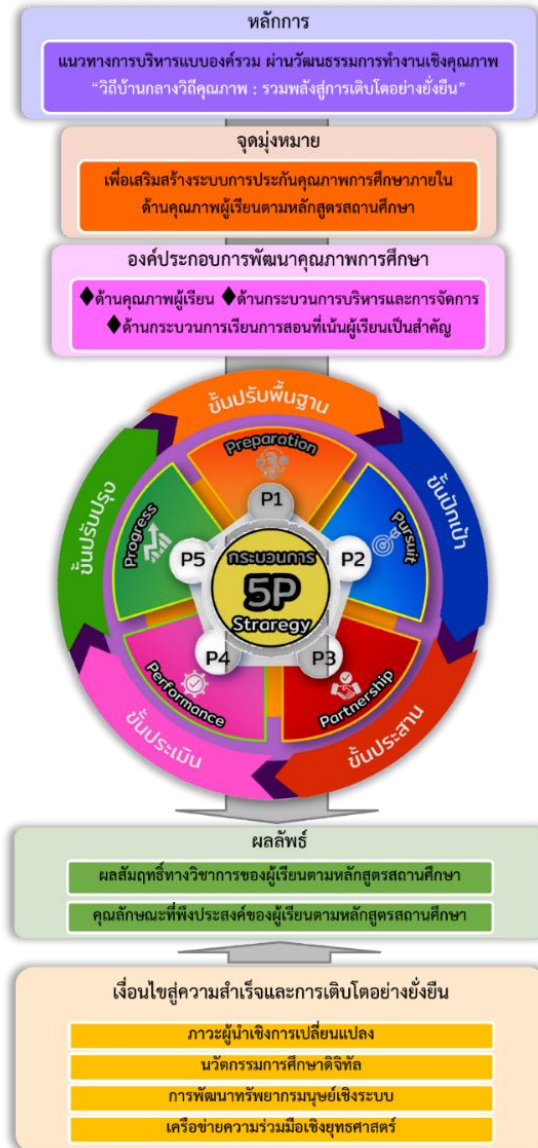 หลักการ
แนวทางการบริหารแบบองค์รวม ผ่านวัฒนธรรมการทำงานเชิงคุณภาพ
“วิถีบ้านกลางวิถีคุณภาพ : รวมพลังสู่การเติบโตอย่างยั่งยืน”
จุดมุ่งหมาย
เพื่อเสริมสร้างระบบการประกันคุณภาพการศึกษาภายใน
ด้านคุณภาพผู้เรียนตามหลักสูตรสถานศึกษา
องค์ประกอบการพัฒนาคุณภาพการศึกษา
◆ด้านคุณภาพผู้เรียน ◆ด้านกระบวนการบริหารและการจัดการ
◆ด้านกระบวนการเรียนการสอนที่เน้นผู้เรียนเป็นสำคัญ
ขั้นปรับพื้นฐาน
Preparation
P1
ขั้นปักเป้า
Pursuit
P2
ขั้นประสาน
Partnership
P3
ขั้นประเมิน
Performance
P4
ขั้นปรับปรุง
Progress
P5
กระบวนการ
5P
Straregy
ผลลัพธ์
ผลสัมฤทธิ์ทางวิชาการของผู้เรียนตามหลักสูตรสถานศึกษา
คุณลักษณะที่พึงประสงค์ของผู้เรียนตามหลักสูตรสถานศึกษา
เงื่อนไขสู่ความสำเร็จและการเติบโตอย่างยั่งยืน
ภาวะผู้นำเชิงการเปลี่ยนแปลง
นวัตกรรมการศึกษาดิจิทัล
การพัฒนาทรัพยากรมนุษย์เชิงระบบ
เครือข่ายความร่วมมือเชิงยุทธศาสตร์